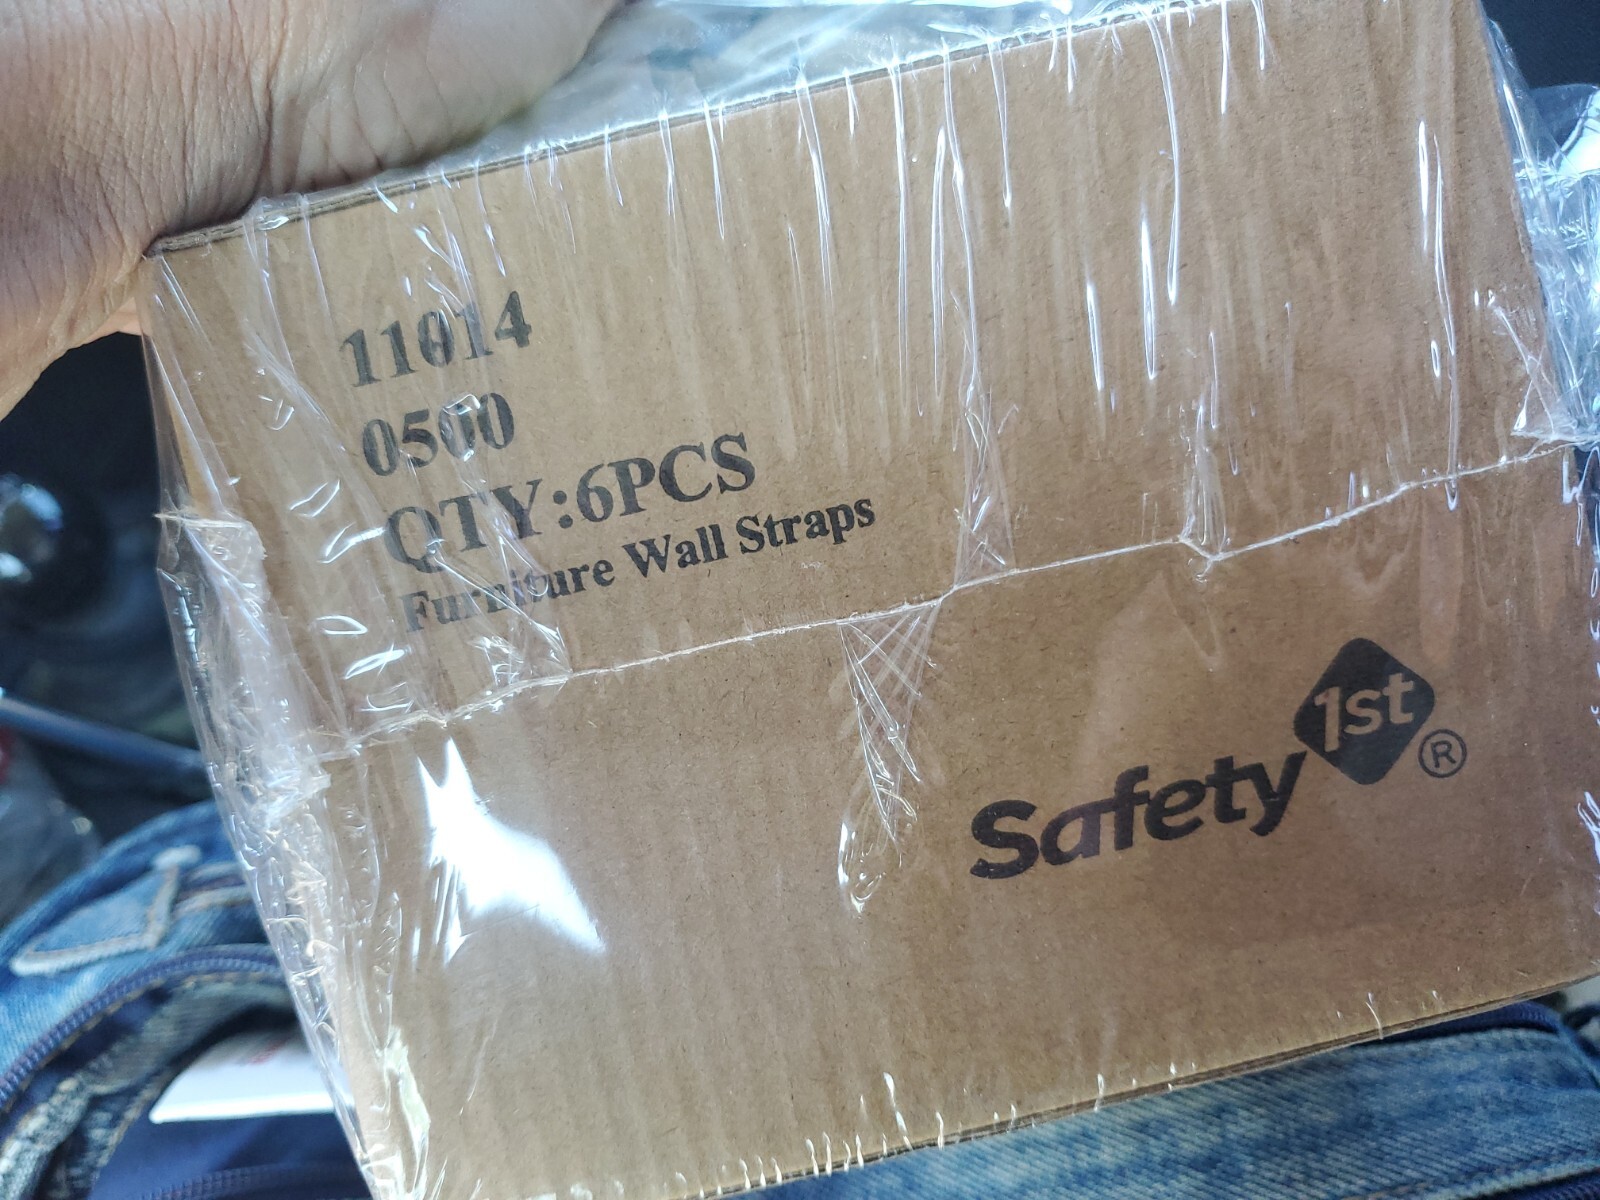 11014
0500
QTY:6PCS
Furniture Wall Straps
Safety 1st ®